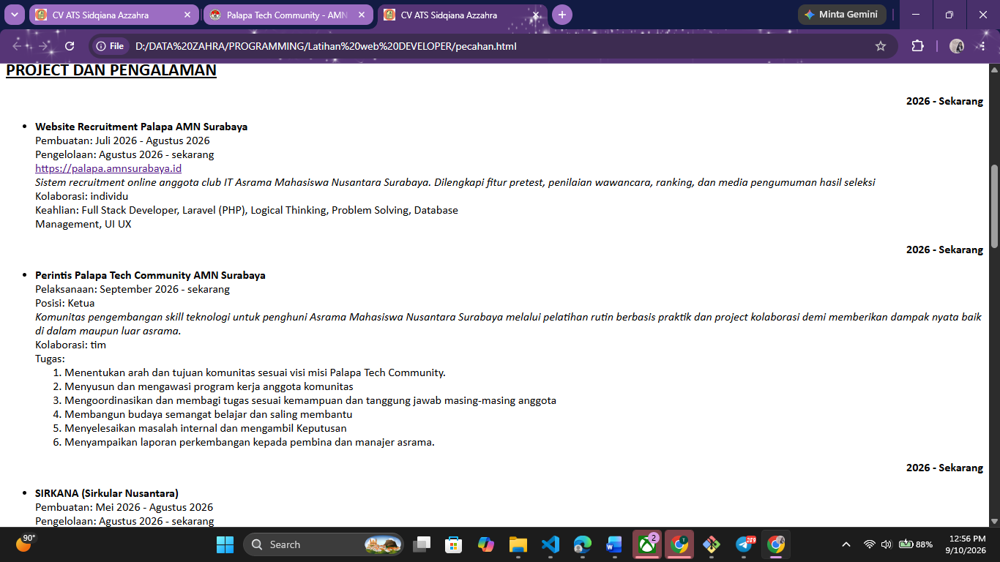 CV ATS Sidqiana Azzahra
Palapa Tech Community - AMN
CV ATS Sidqiana Azzahra
Minta Gemini
File
D:/DATA%20ZAHRA/PROGRAMMING/Latihan%20web%20DEVELOPER/pecahan.html
PROJECT DAN PENGALAMAN
2026 - Sekarang
Website Recruitment Palapa AMN Surabaya
Pembuatan: Juli 2026 - Agustus 2026
Pengelolaan: Agustus 2026 - sekarang
https://palapa.amnsurabaya.id
Sistem recruitment online anggota club IT Asrama Mahasiswa Nusantara Surabaya. Dilengkapi fitur pretest, penilaian wawancara, ranking, dan media pengumuman hasil seleksi
Kolaborasi: individu
Keahlian: Full Stack Developer, Laravel (PHP), Logical Thinking, Problem Solving, Database
Management, UI UX
2026 - Sekarang
Perintis Palapa Tech Community AMN Surabaya
Pelaksanaan: September 2026 - sekarang
Posisi: Ketua
Komunitas pengembangan skill teknologi untuk penghuni Asrama Mahasiswa Nusantara Surabaya melalui pelatihan rutin berbasis praktik dan project kolaborasi demi memberikan dampak nyata baik
di dalam maupun luar asrama.
Kolaborasi: tim
Tugas:
1. Menentukan arah dan tujuan komunitas sesuai visi misi Palapa Tech Community.
2. Menyusun dan mengawasi program kerja anggota komunitas
3. Mengoordinasikan dan membagi tugas sesuai kemampuan dan tanggung jawab masing-masing anggota
4. Membangun budaya semangat belajar dan saling membantu
5. Menyelesaikan masalah internal dan mengambil Keputusan
6. Menyampaikan laporan perkembangan kepada pembina dan manajer asrama.
2026 - Sekarang
SIRKANA (Sirkular Nusantara)
Pembuatan: Mei 2026 - Agustus 2026
Pengelolaan: Agustus 2026 - sekarang
90°
Search
2
289
88%
12:56 PM
9/10/2026